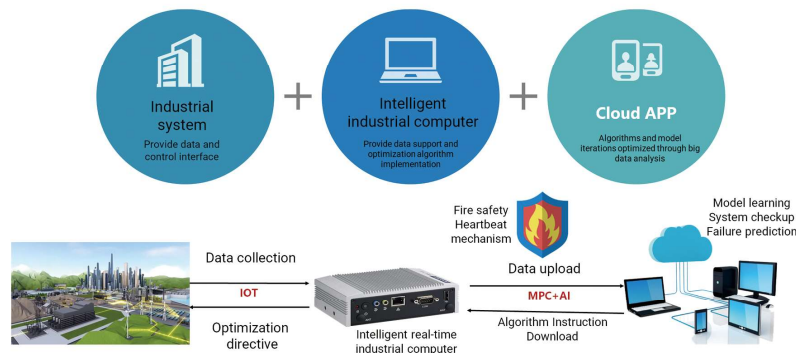 Industrial
system
Provide data and
control interface
+
Intelligent
industrial computer
Provide data support and
optimization algorithm
implementation
+
Cloud APP
Algorithms and model
iterations optimized through big
data analysis
Fire safety
Heartbeat
mechanism
Model learning
System checkup
Failure prediction
Data collection
IOT
Optimization
directive
Intelligent real-time
industrial computer
Data upload
MPC+AI
Algorithm Instruction
Download